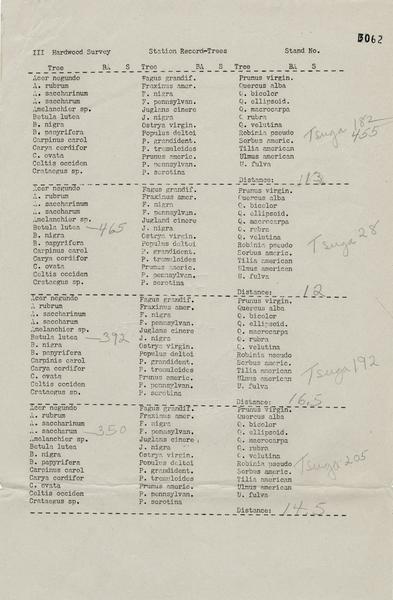 3062
III Hardwood Survey Station Record-Trees Stand No.
Tree BA S Tree BA S Tree BA S
Acer negundo Fagus grandif. Prunus virgin.
A. rubrum Fraxinus amer. Quercus alba
A. saccharinum F. nigra Q. bicolor
A. saccharum F. pennsylvan. Q. ellipsoid.
Amelanchier sp. Juglans cinere Q. macrocarpa
Betula lutea J. nigra Q rubra
B. nigra Ostrya virgin. Q. velutina
B. papyrifera Populus deltoi Robinia pseudo Tsuga 182 455
Carpinus carol P. grandident. Sorbus americ.
Carya cordifor P. tremuloides Tilia american
C. ovata Prunus americ. Ulmus american
Celtis occiden P. pennsylvan. U. fulva
Crataegus sp. P. serotina
Distance: 113
Acer negundo Fagus grandif. Prunus virgin.
A. rubrum Fraxinus amer. Quercus alba
A. saccharinum F. nigra Q. bicolor
A. saccharum F. pennsylvan. Q. ellipsoid.
Amelanchier sp. Jugland cinere Q. macrocarpa
Betula lutea 465 J. nigra Q. rubra
B. nigra Ostrya virgin. Q. velutina
B. papyrifera Populus deltoi Robinia pseudo Tsuga 28
Carpinus carol P. grandident. Sorbus americ.
Carya cordifor P. tremuloides Tilia american
C. ovata Prunus americ. Ulmus american
Celtis occiden P. pennsylvan. U. fulva
Crataegus sp. P. serotina
Distance: 12
Acer negundo Fagus grandif. Prunus virgin.
A rubrum Fraxinus amer. Quercus alba
A. saccharinum F. nigra Q. bicolor
A. saccharum F. pennsylvan. Q. ellipsoid.
Amelanchier sp. Juglans cinere Q. macrocarpa
Betula lutea 392 J. nigra Q. rubra
B. nigra Ostrya virgin. Q. velutina
B. papyrifera Populus deltoi Robinia pseudo
Carpinus carol P. grandident. Sorbus americ. Tsuga 192
Carya cordifor P. tremuloides Tilia american
C. ovata Prunus americ. Ulmus american
Celtis occiden P. pennsylvan. U. fulva
Crataegus sp. P. serotina
Distance: 16.5
Acer negundo Fagus grandif. Prunus virgin.
A. rubrum Fraxinus amer. Quercus alba
A. saccharinum F. nigra Q. bicolor
A. saccharum 350 F. pennsylvan. Q. ellipsoid.
Amelanchier sp. Juglans cinere Q. macrocarpa
Betula lutea J. nigra Q. rubra
B. nigra Ostrya virgin. Q. velutina
B. papyrifera Populus deltoi Robinia pseudo Tsuga 205
Carpinus carol P. grandident. Sorbus americ.
Carya cordifor P. tremuloides Tilia american
C. ovata Prunus americ. Ulmus american
Celtis occiden P. pennsylvan. U. fulva
Crataegus sp. P. serotina
Distance: 14.5